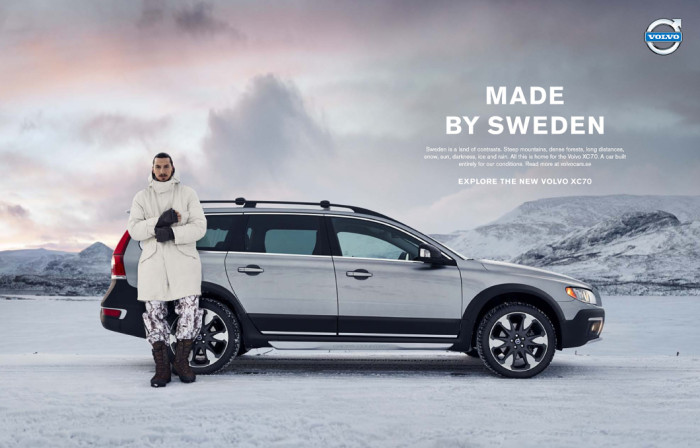 VOLVO
MADE
BY SWEDEN
Sweden is a land of contrasts. Steep mountains, dense forests, long distances,
snow, sun, darkness, ice and rain. All this is home for the Volvo XC70. A car built
entirely for our conditions. Read more at volvocars.se
EXPLORE THE NEW VOLVO XC70